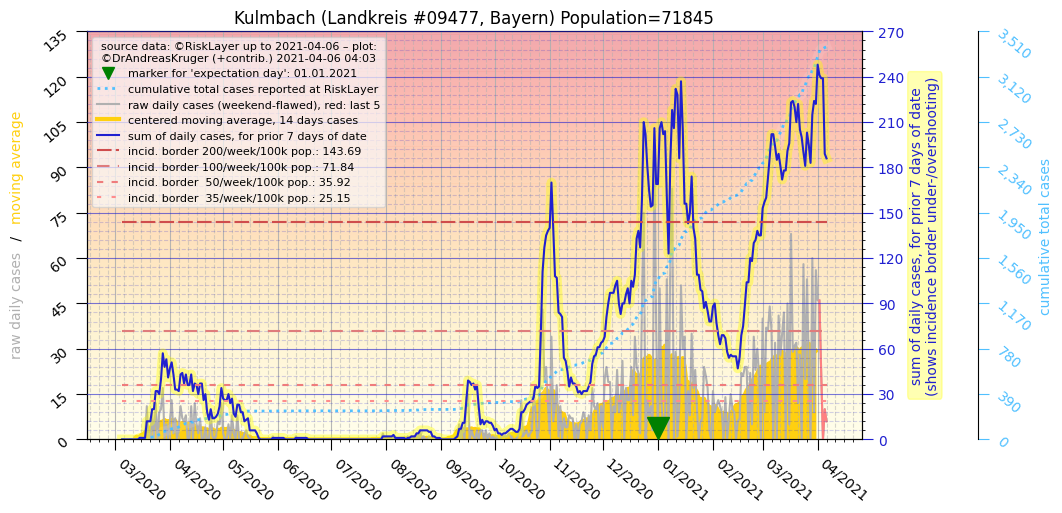 Kulmbach (Landkreis #09477, Bayern) Population=71845
source data: ©RiskLayer up to 2021-04-06 – plot:
©DrAndreasKruger (+contrib.) 2021-04-06 04:03
marker for 'expectation day': 01.01.2021
cumulative total cases reported at RiskLayer
raw daily cases (weekend-flawed), red: last 5
centered moving average, 14 days cases
sum of daily cases, for prior 7 days of date
incid. border 200/week/100k pop.: 143.69
incid. border 100/week/100k pop.: 71.84
incid. border  50/week/100k pop.: 35.92
incid. border  35/week/100k pop.: 25.15
raw daily cases / moving average
135
120
105
90
75
60
45
30
15
0
03/2020
04/2020
05/2020
06/2020
07/2020
08/2020
09/2020
10/2020
11/2020
12/2020
01/2021
02/2021
03/2021
04/2021
270
240
210
180
150
120
90
60
30
0
sum of daily cases, for prior 7 days of date
(shows incidence border under-/overshooting)
3,510
3,120
2,730
2,340
1,950
1,560
1,170
780
390
0
cumulative total cases